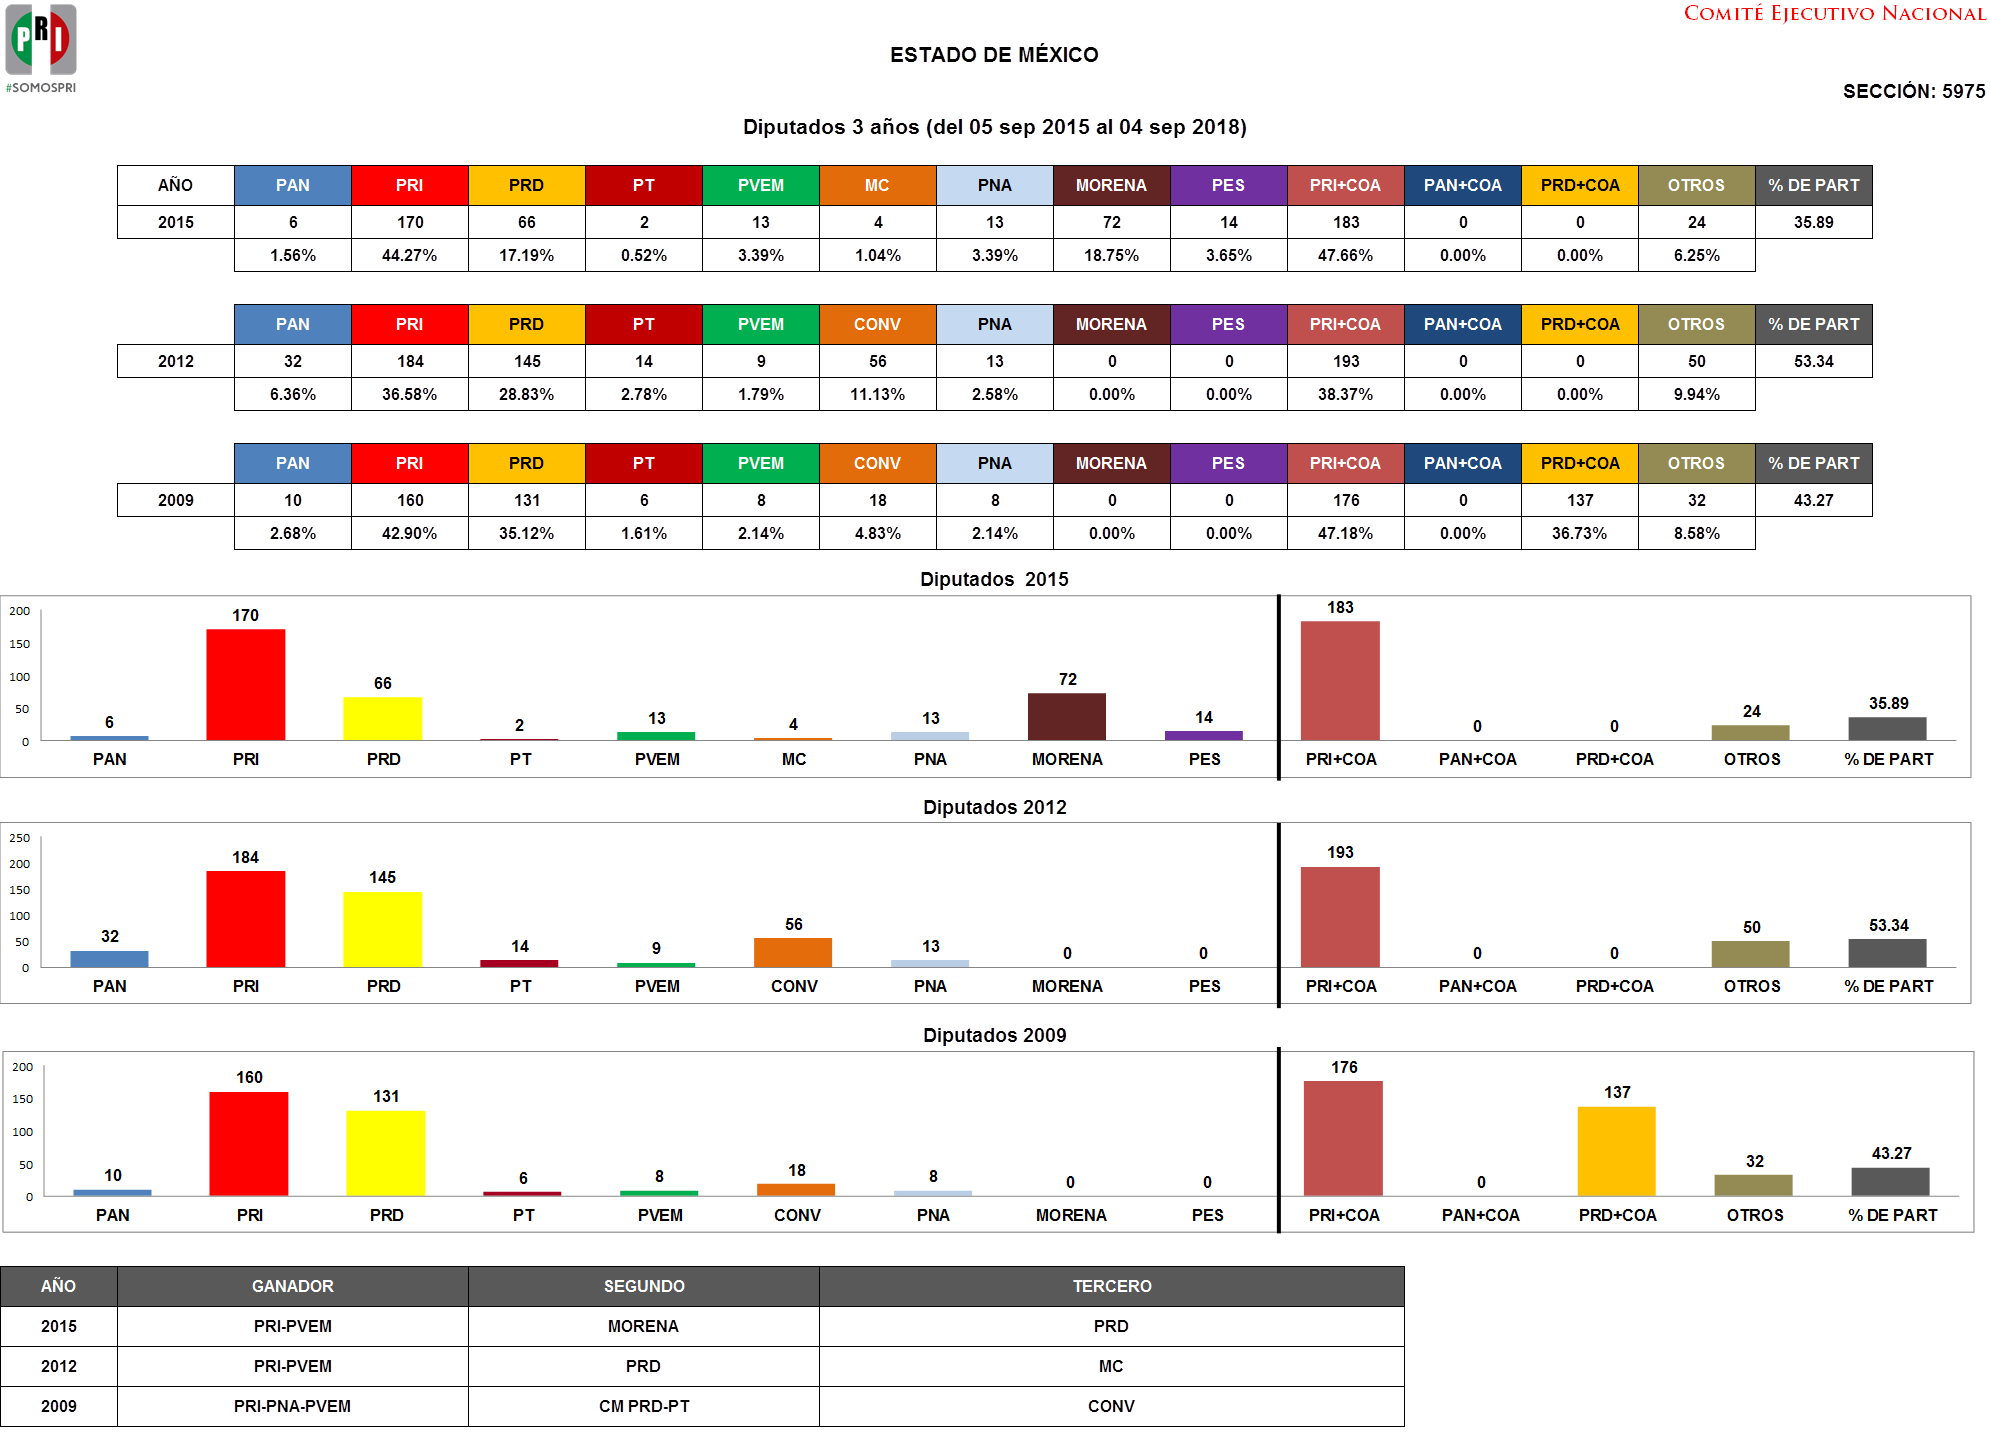 PRI
#SOMOSPRI
COMITÉ EJECUTIVO NACIONAL
ESTADO DE MÉXICO
SECCIÓN: 5975
Diputados 3 años (del 05 sep 2015 al 04 sep 2018)
AÑO PAN PRI PRD PT PVEM MC PNA MORENA PES PRI+COA PAN+COA PRD+COA OTROS % DE PART
2015 6 170 66 2 13 4 13 72 14 183 0 0 24 35.89
1.56% 44.27% 17.19% 0.52% 3.39% 1.04% 3.39% 18.75% 3.65% 47.66% 0.00% 0.00% 6.25%
PAN PRI PRD PT PVEM CONV PNA MORENA PES PRI+COA PAN+COA PRD+COA OTROS % DE PART
2012 32 184 145 14 9 56 13 0 0 193 0 0 50 53.34
6.36% 36.58% 28.83% 2.78% 1.79% 11.13% 2.58% 0.00% 0.00% 38.37% 0.00% 0.00% 9.94%
PAN PRI PRD PT PVEM CONV PNA MORENA PES PRI+COA PAN+COA PRD+COA OTROS % DE PART
2009 10 160 131 6 8 18 8 0 0 176 0 137 32 43.27
2.68% 42.90% 35.12% 1.61% 2.14% 4.83% 2.14% 0.00% 0.00% 47.18% 0.00% 36.73% 8.58%
Diputados 2015
200
150
100
50
0
6 170 66 2 13 4 13 72 14 183 0 0 24 35.89
PAN PRI PRD PT PVEM MC PNA MORENA PES PRI+COA PAN+COA PRD+COA OTROS % DE PART
Diputados 2012
250
200
150
100
50
0
32 184 145 14 9 56 13 0 0 193 0 0 50 53.34
PAN PRI PRD PT PVEM CONV PNA MORENA PES PRI+COA PAN+COA PRD+COA OTROS % DE PART
Diputados 2009
200
150
100
50
0
10 160 131 6 8 18 8 0 0 176 0 137 32 43.27
PAN PRI PRD PT PVEM CONV PNA MORENA PES PRI+COA PAN+COA PRD+COA OTROS % DE PART
AÑO GANADOR SEGUNDO TERCERO
2015 PRI-PVEM MORENA PRD
2012 PRI-PVEM PRD MC
2009 PRI-PNA-PVEM CM PRD-PT CONV